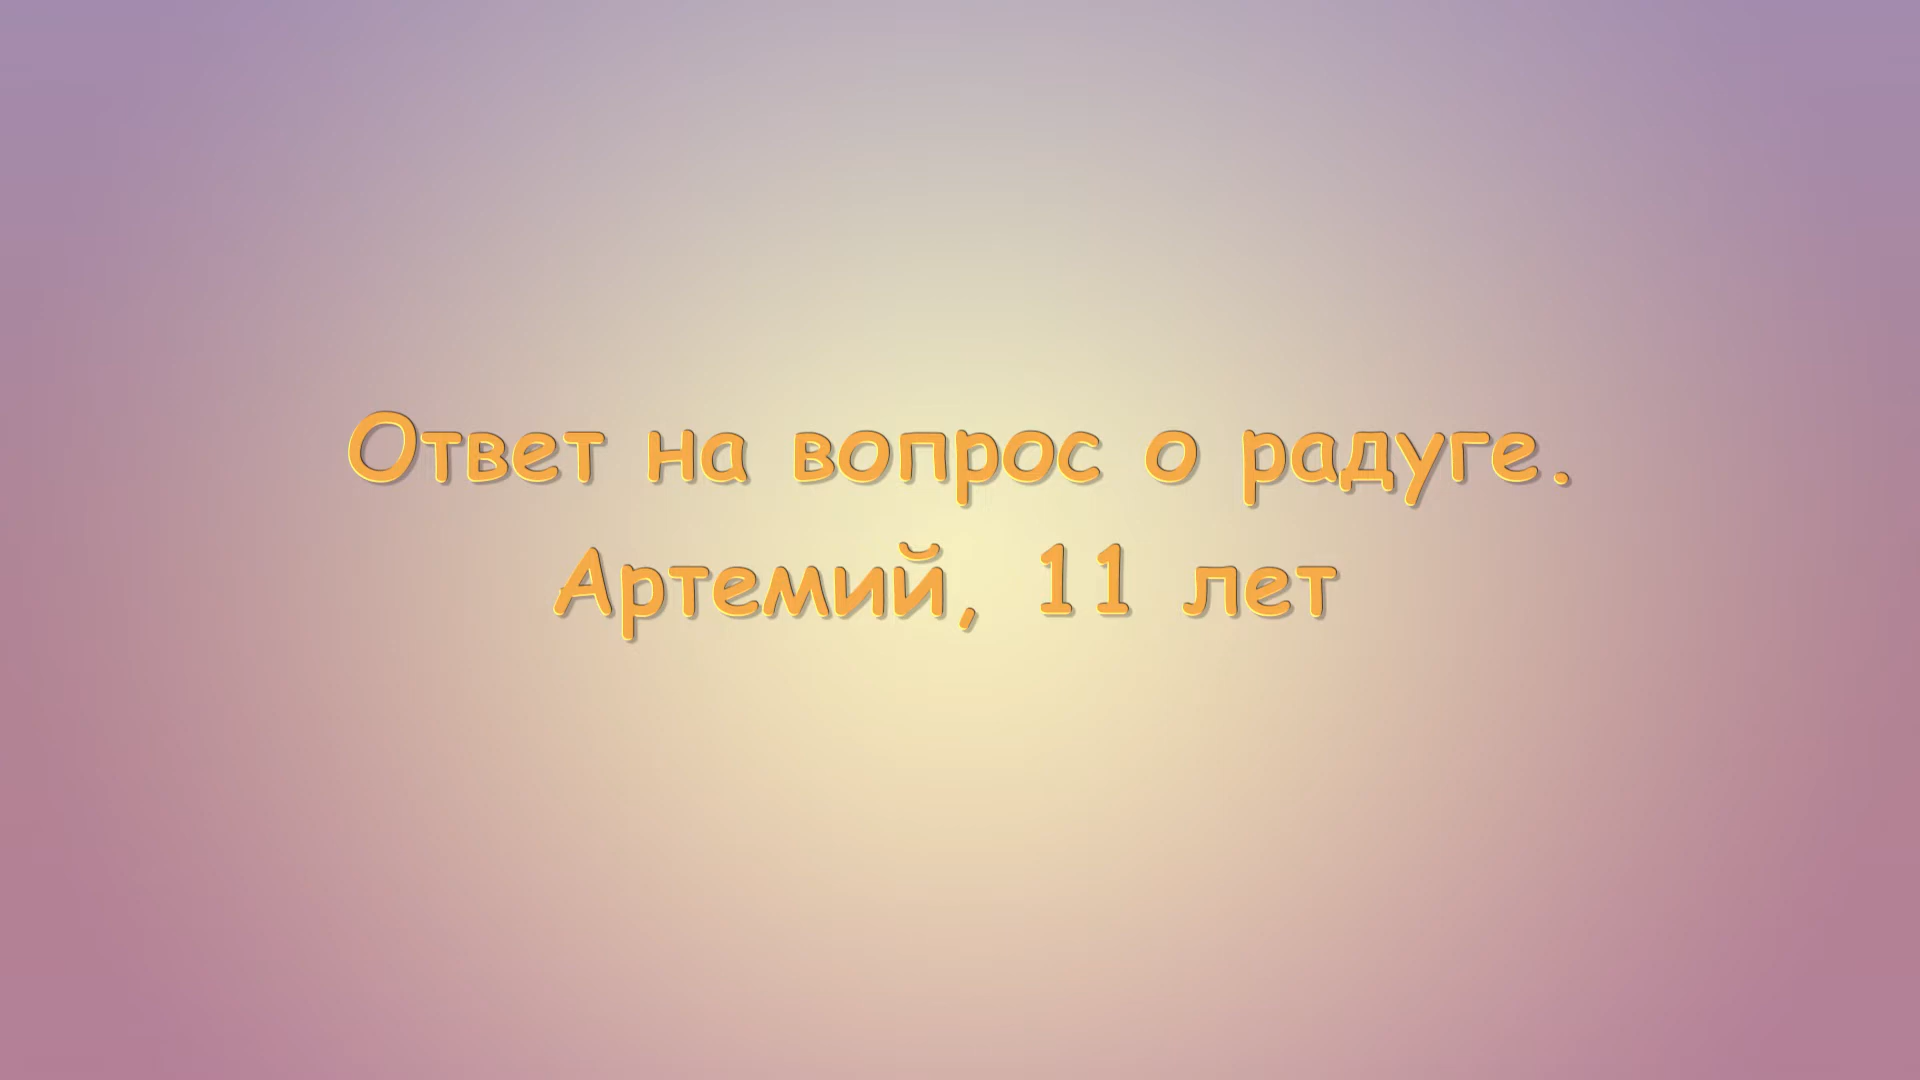 Ответ на вопрос о радуге.
Артемий, 11 лет